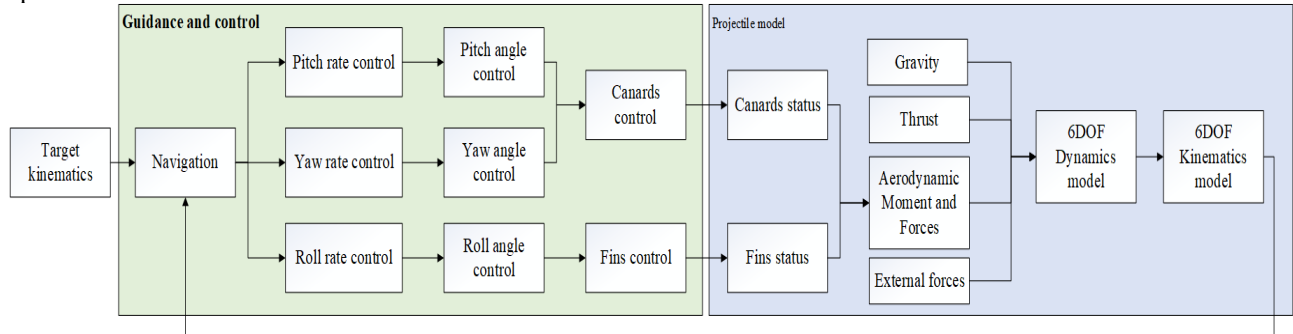 Guidance and control
Target
kinematics
Navigation
Pitch rate control
Pitch angle
control
Yaw rate control
Yaw angle
control
Roll rate control
Roll angle
control
Canards
control
Fins control
Projectile model
Canards status
Fins status
Gravity
Thrust
Aerodynamic
Moment and
Forces
External forces
6DOF
Dynamics
model
6DOF
Kinematics
model